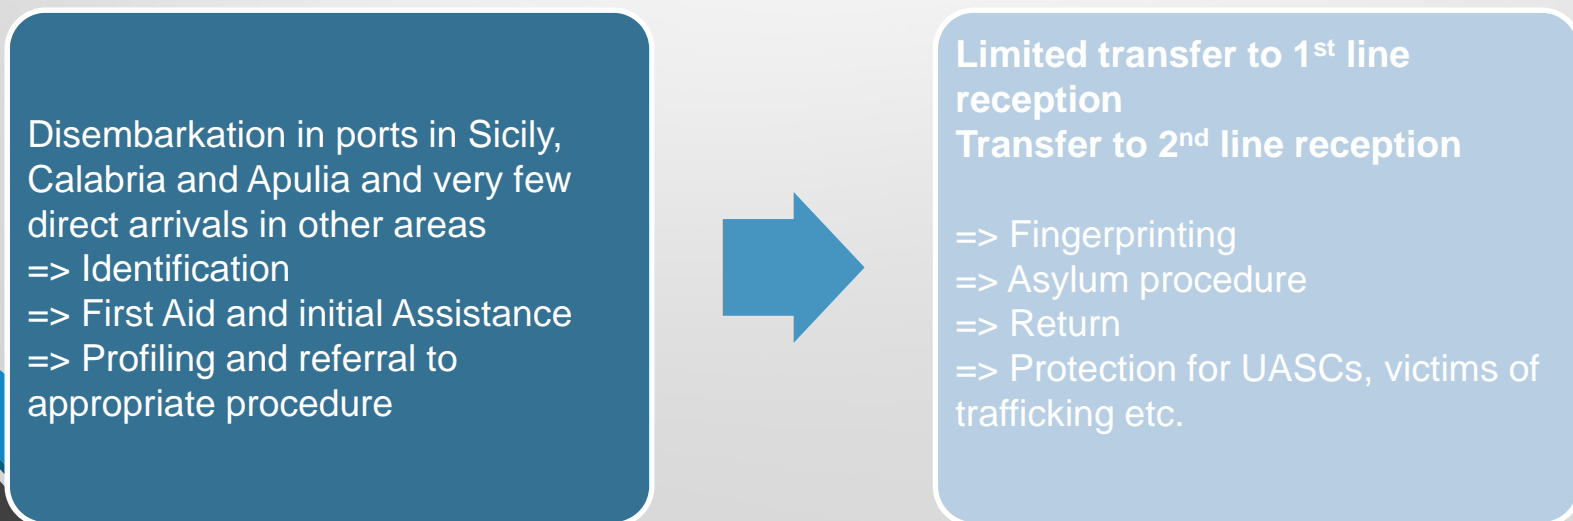 Disembarkation in ports in Sicily,
Calabria and Apulia and very few
direct arrivals in other areas
=> Identification
=> First Aid and initial Assistance
=> Profiling and referral to
appropriate procedure
Limited transfer to 1st line
reception
Transfer to 2nd line reception
=> Fingerprinting
=> Asylum procedure
=> Return
=> Protection for UASCs, victims of
trafficking etc.